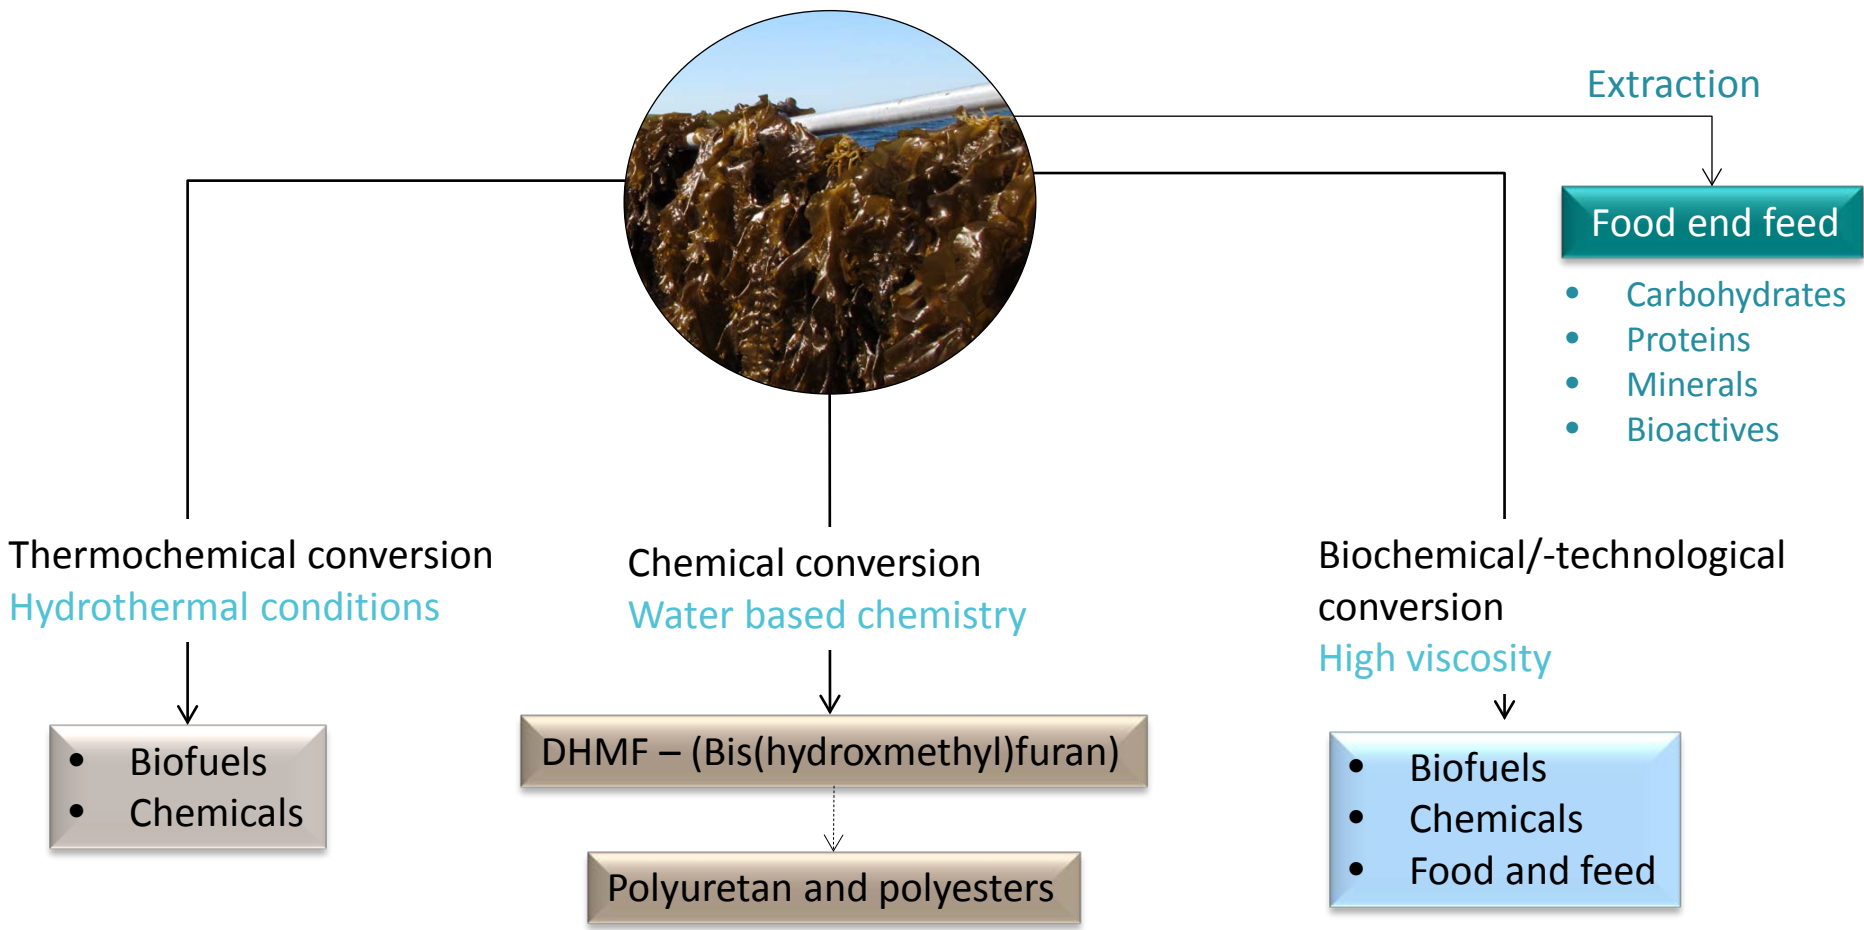 Extraction
Food end feed
• Carbohydrates
• Proteins
• Minerals
• Bioactives
Thermochemical conversion
Hydrothermal conditions
• Biofuels
• Chemicals
Chemical conversion
Water based chemistry
DHMF – (Bis(hydroxmethyl)furan)
Polyuretan and polyesters
Biochemical/-technological
conversion
High viscosity
• Biofuels
• Chemicals
• Food and feed